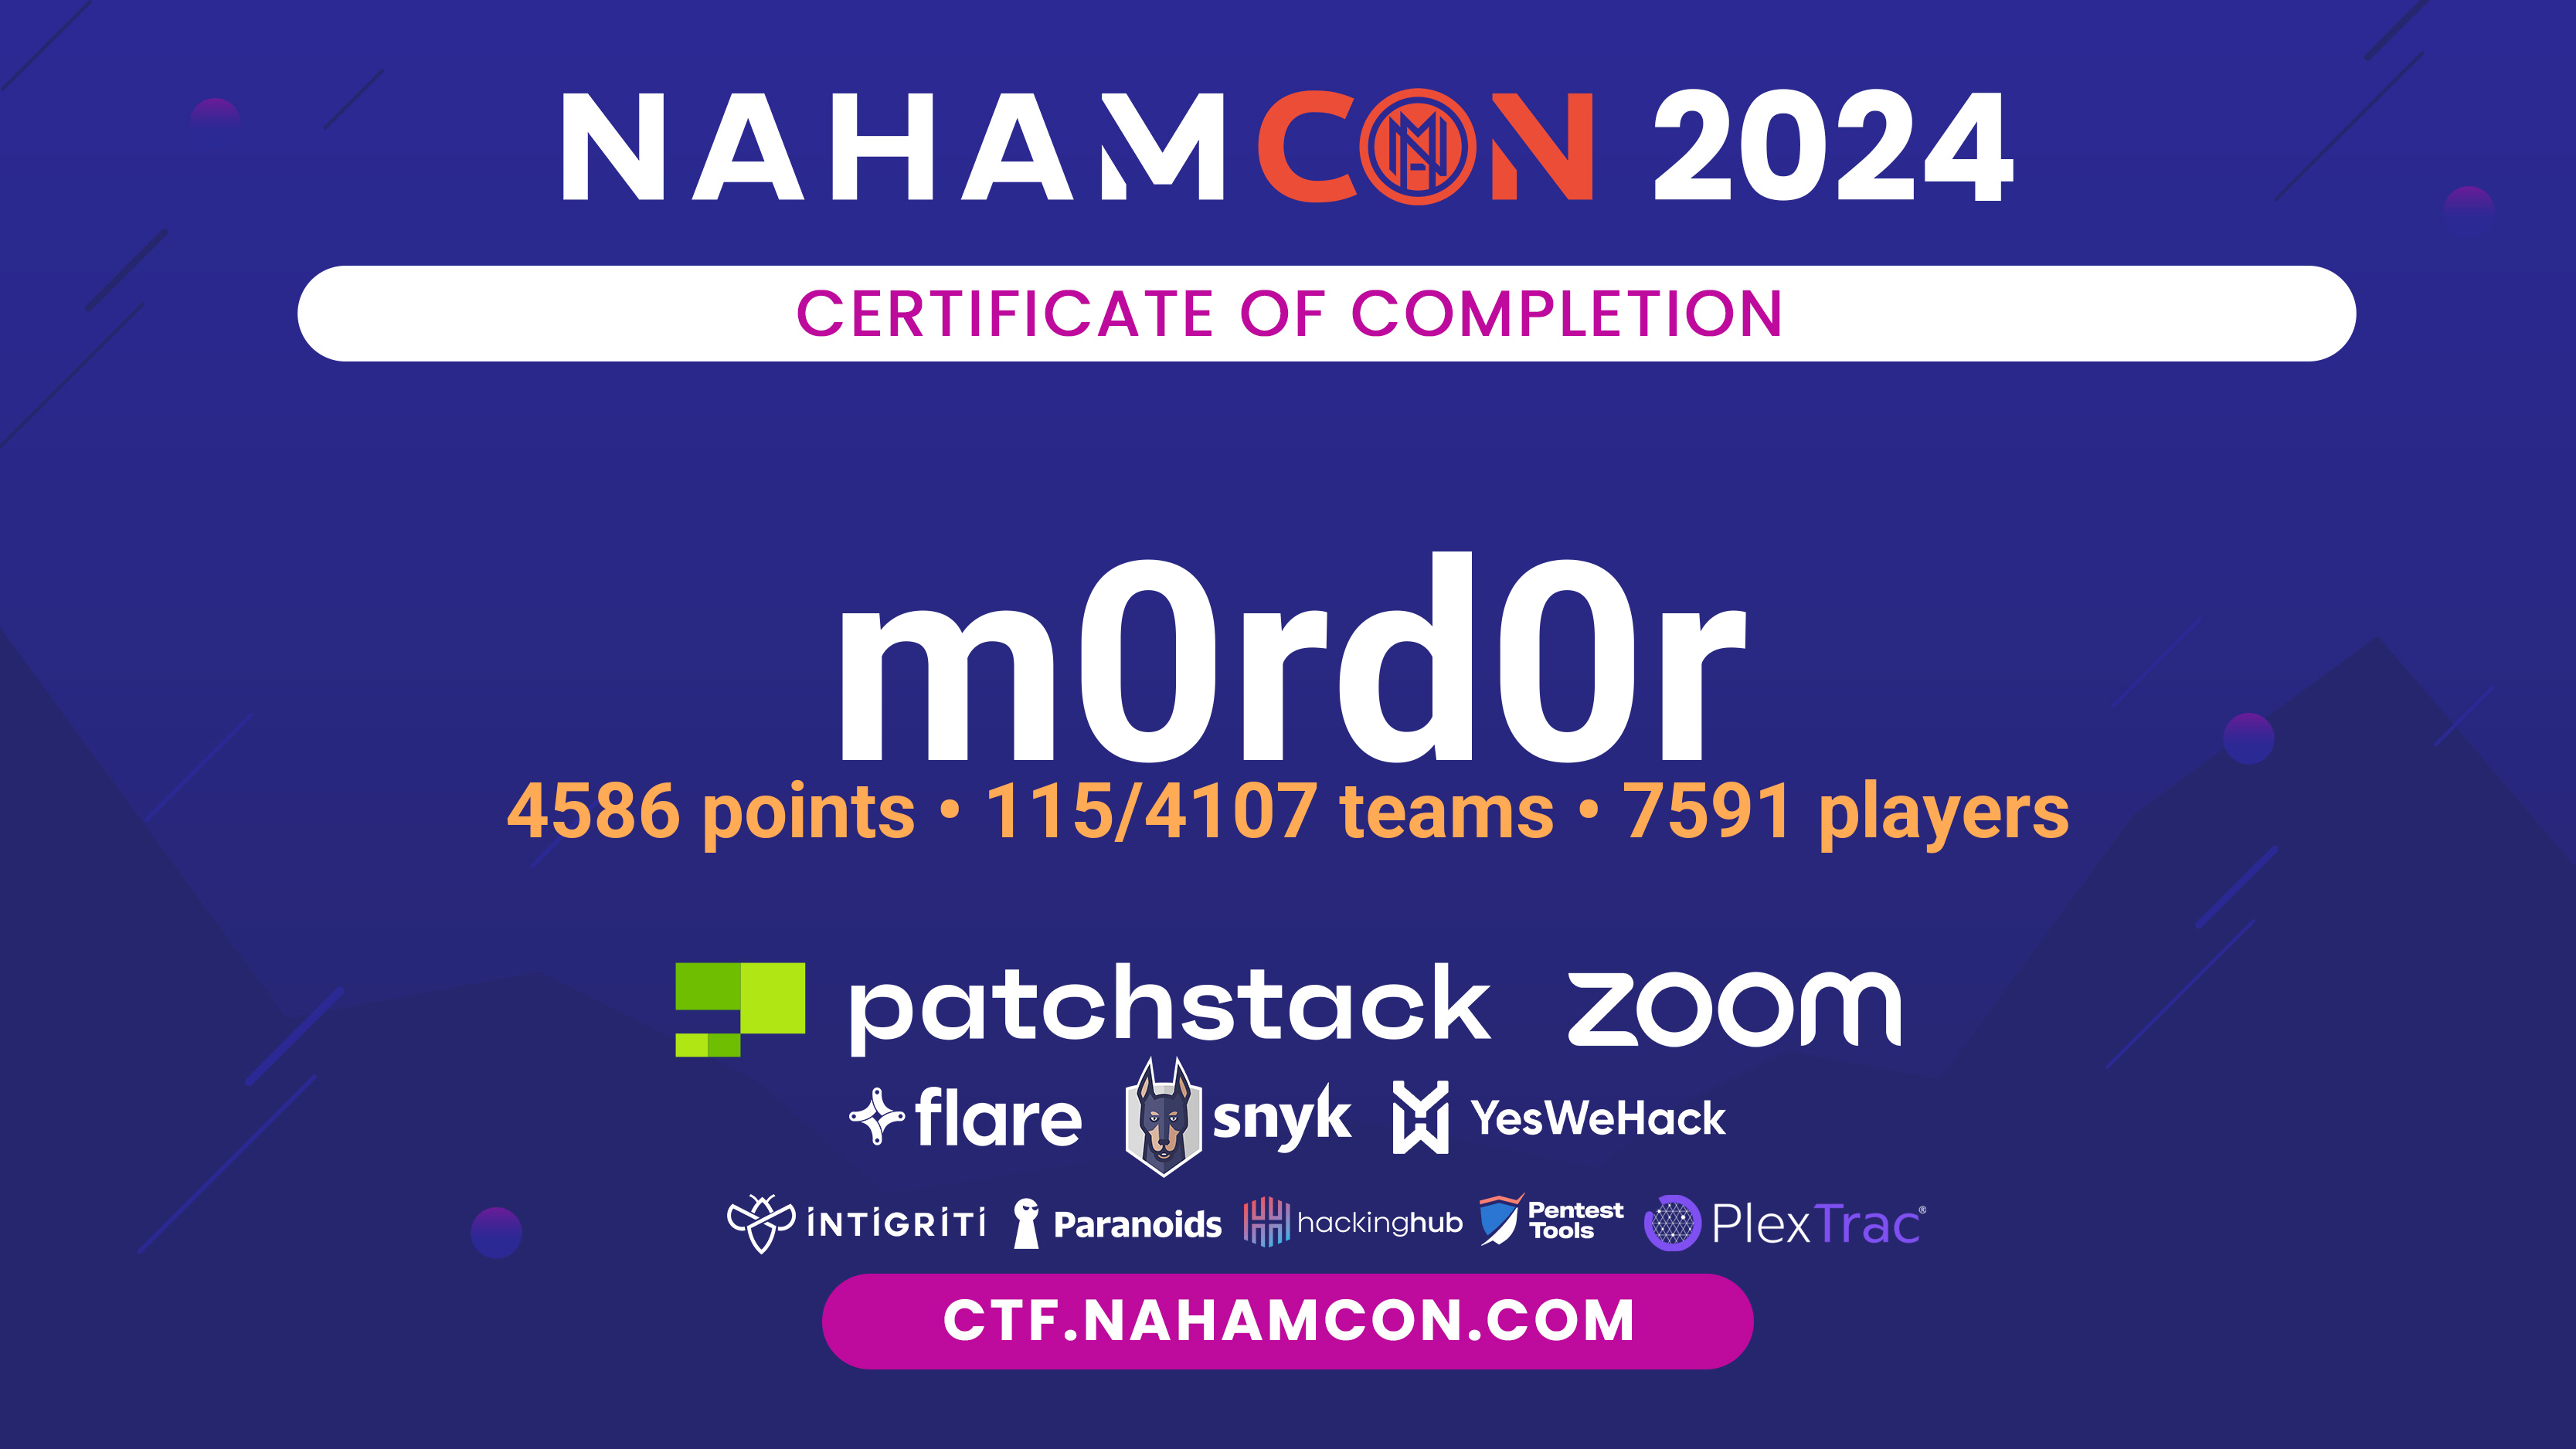 NAHAMCON 2024
CERTIFICATE OF COMPLETION
m0rd0r
4586 points • 115/4107 teams • 7591 players
patchstack zoom
flare snyk YesWeHack
INTIGRITI Paranoids hackinghub Pentest Tools PlexTrac®
CTF.NAHAMCON.COM